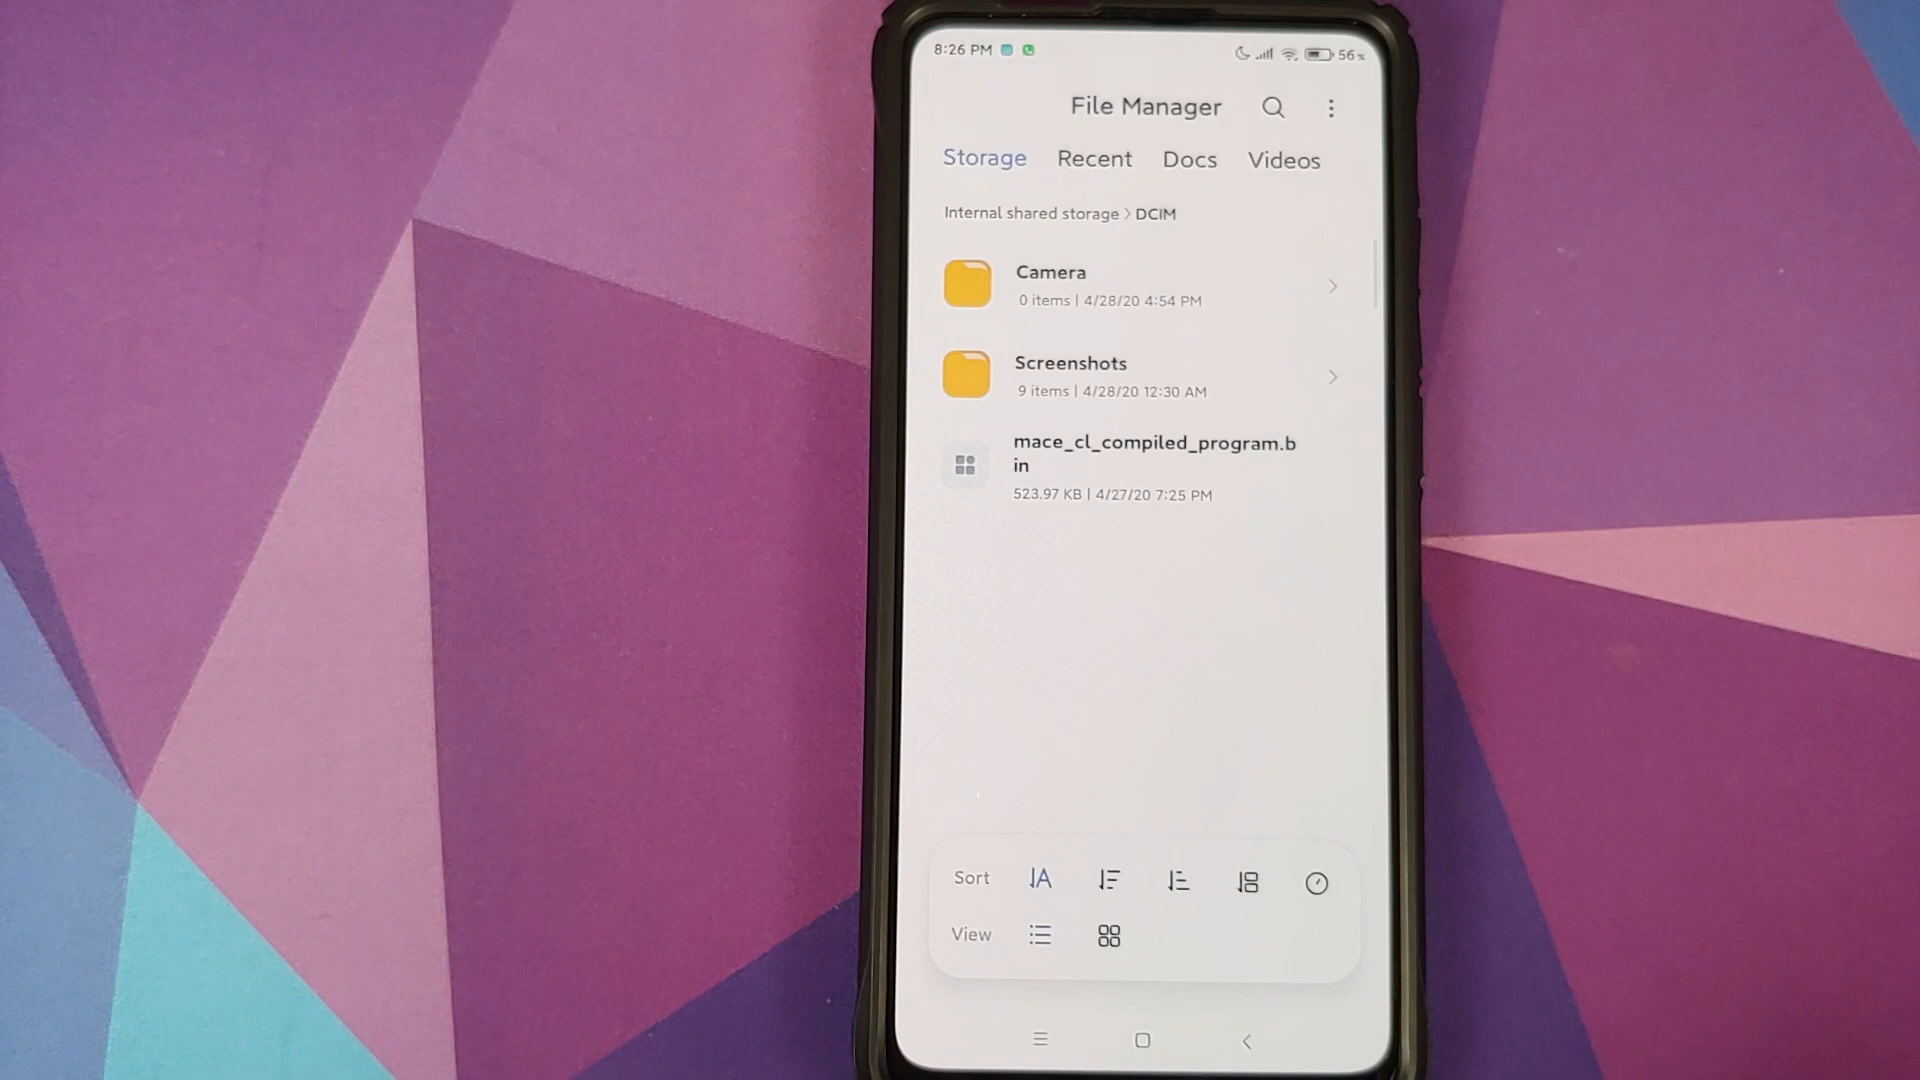 8:26 PM
56%
File Manager
Storage Recent Docs Videos
Internal shared storage > DCIM
Camera
0 items | 4/28/20 4:54 PM
Screenshots
9 items | 4/28/20 12:30 AM
mace_cl_compiled_program.b
in
523.97 KB | 4/27/20 7:25 PM
Sort
View